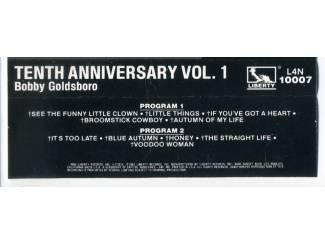 TENTH ANNIVERSARY VOL. 1
Bobby Goldsboro
LIBERTY
L4N
10007
PROGRAM 1
†SEE THE FUNNY LITTLE CLOWN • †LITTLE THINGS • †IF YOU'VE GOT A HEART •
†BROOMSTICK COWBOY • †AUTUMN OF MY LIFE
PROGRAM 2
†IT'S TOO LATE • †BLUE AUTUMN • †HONEY • †THE STRAIGHT LIFE •
†VOODOO WOMAN